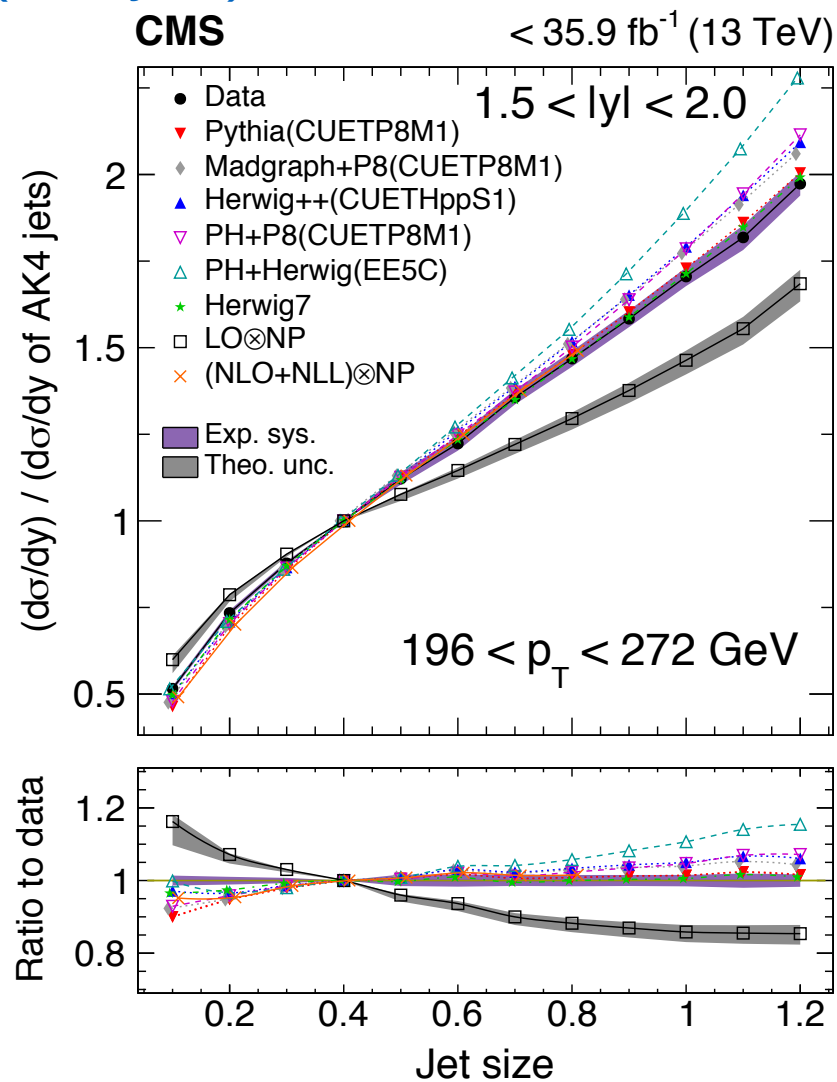 CMS
< 35.9 fb⁻¹ (13 TeV)
1.5 < |y| < 2.0
Data
Pythia(CUETP8M1)
Madgraph+P8(CUETP8M1)
Herwig++(CUETHppS1)
PH+P8(CUETP8M1)
PH+Herwig(EE5C)
Herwig7
LO⊗NP
(NLO+NLL)⊗NP
Exp. sys.
Theo. unc.
196 < p_T < 272 GeV
(dσ/dy) / (dσ/dy of AK4 jets)
2
1.5
1
0.5
Ratio to data
1.2
1
0.8
0.2 0.4 0.6 0.8 1 1.2
Jet size